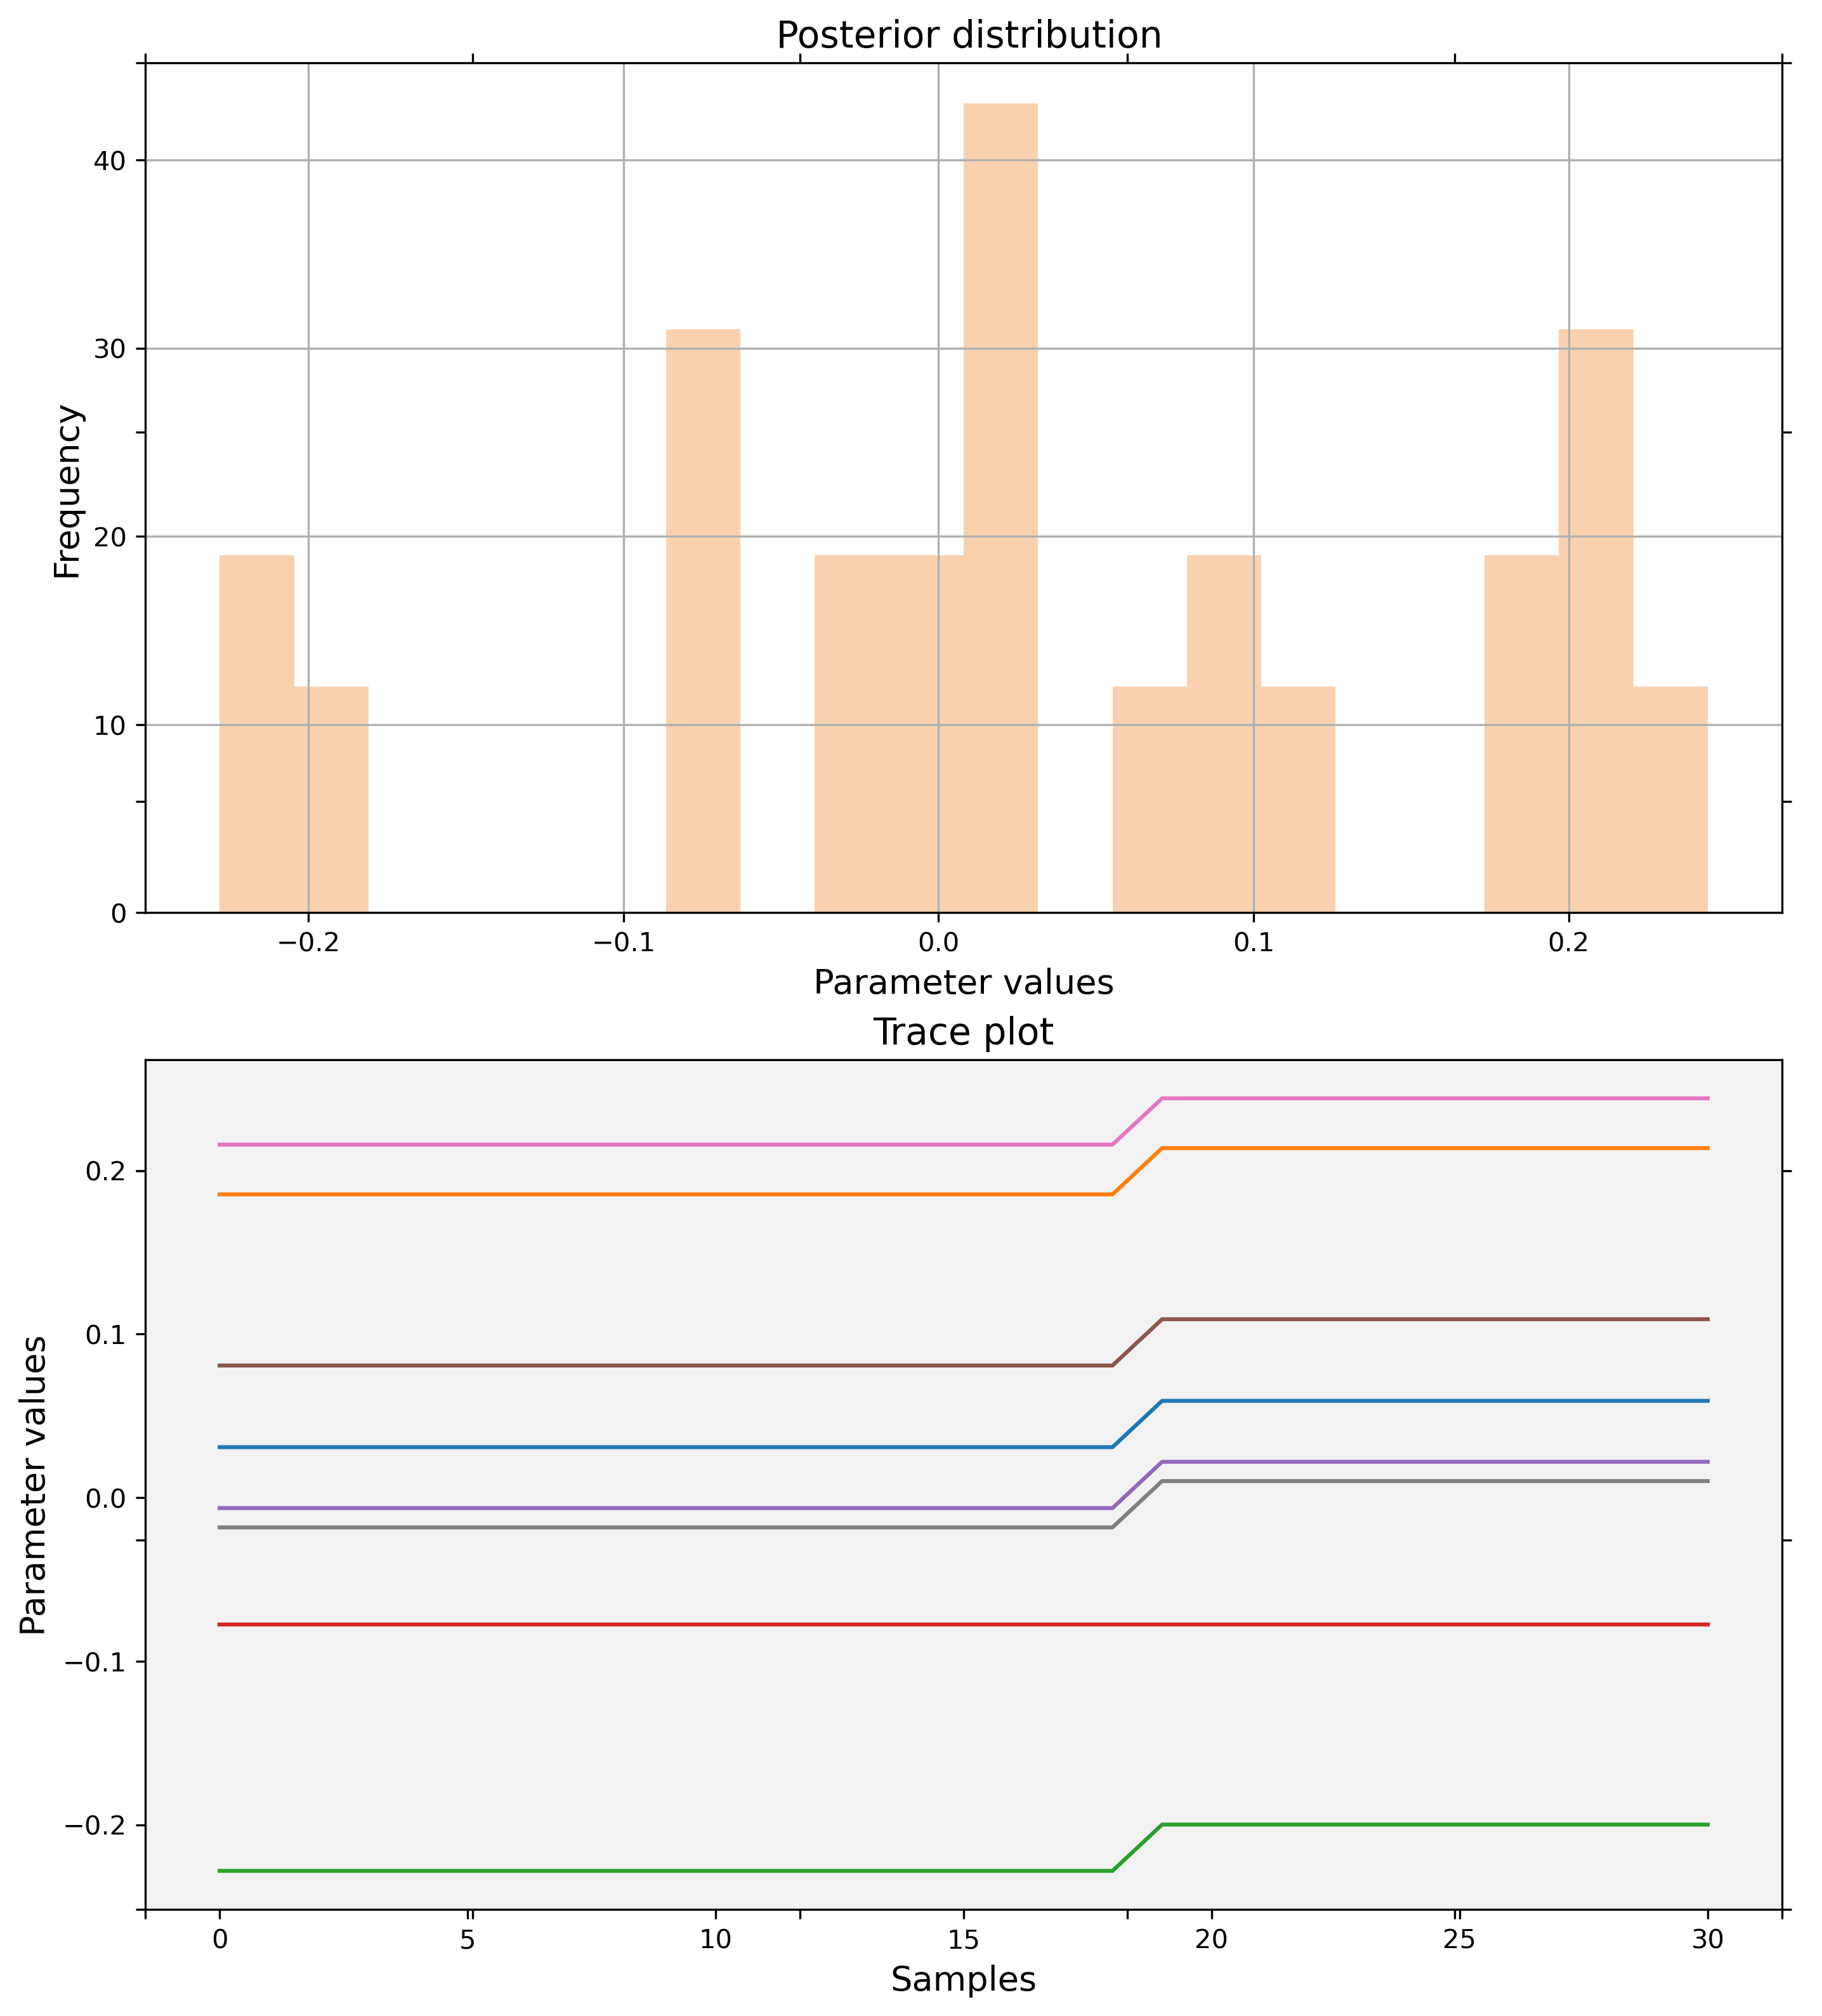 Posterior distribution
40
30
20
10
0
Frequency
−0.2 −0.1 0.0 0.1 0.2
Parameter values
Trace plot
0.2
0.1
0.0
−0.1
−0.2
Parameter values
0 5 10 15 20 25 30
Samples